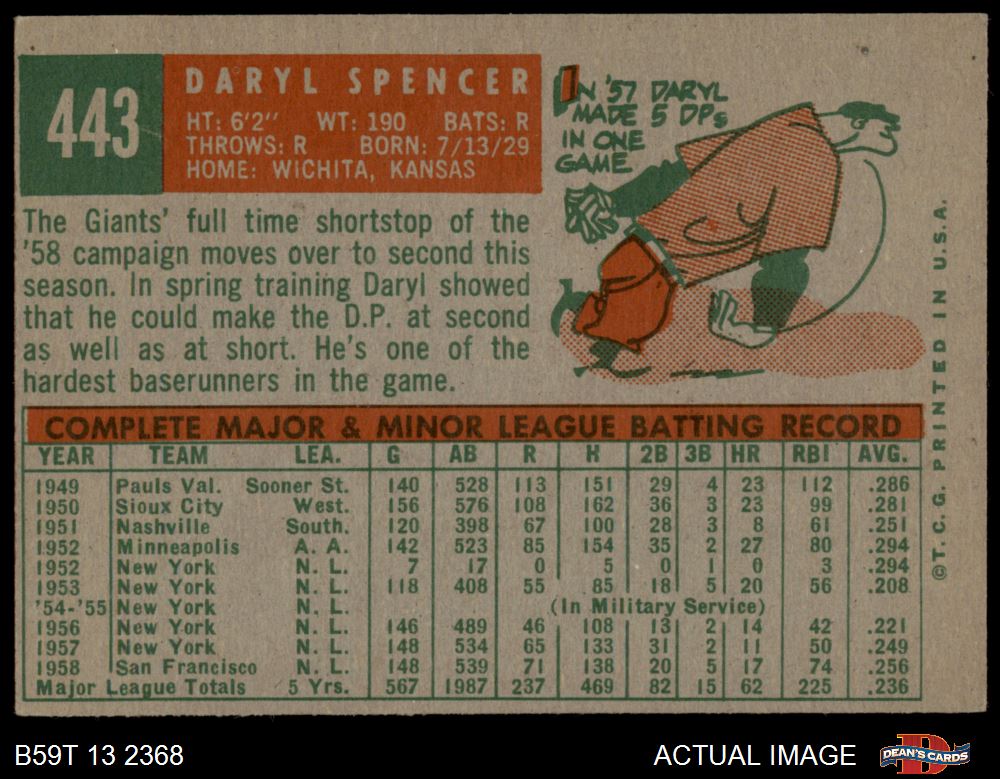 443
DARYL SPENCER
HT: 6'2" WT: 190 BATS: R
THROWS: R BORN: 7/13/29
HOME: WICHITA, KANSAS
IN '57 DARYL
MADE 5 DPs
IN ONE
GAME
The Giants' full time shortstop of the
'58 campaign moves over to second this
season. In spring training Daryl showed
that he could make the D.P. at second
as well as at short. He's one of the
hardest baserunners in the game.
©T.C.G. PRINTED IN U.S.A.
COMPLETE MAJOR & MINOR LEAGUE BATTING RECORD
YEAR TEAM LEA. G AB R H 2B 3B HR RBI AVG.
1949 Pauls Val. Sooner St. 140 528 113 151 29 4 23 112 .286
1950 Sioux City West. 156 576 108 162 36 3 23 99 .281
1951 Nashville South. 120 398 67 100 28 3 8 61 .251
1952 Minneapolis A. A. 142 523 85 154 35 2 27 80 .294
1952 New York N. L. 7 17 0 5 0 1 0 3 .294
1953 New York N. L. 118 408 55 85 18 5 20 56 .208
'54-'55 New York N. L. (In Military Service)
1956 New York N. L. 146 489 46 108 13 2 14 42 .221
1957 New York N. L. 148 534 65 133 31 2 11 50 .249
1958 San Francisco N. L. 148 539 71 138 20 5 17 74 .256
Major League Totals 5 Yrs. 567 1987 237 469 82 15 62 225 .236
B59T 13 2368
ACTUAL IMAGE
DEAN'S CARDS